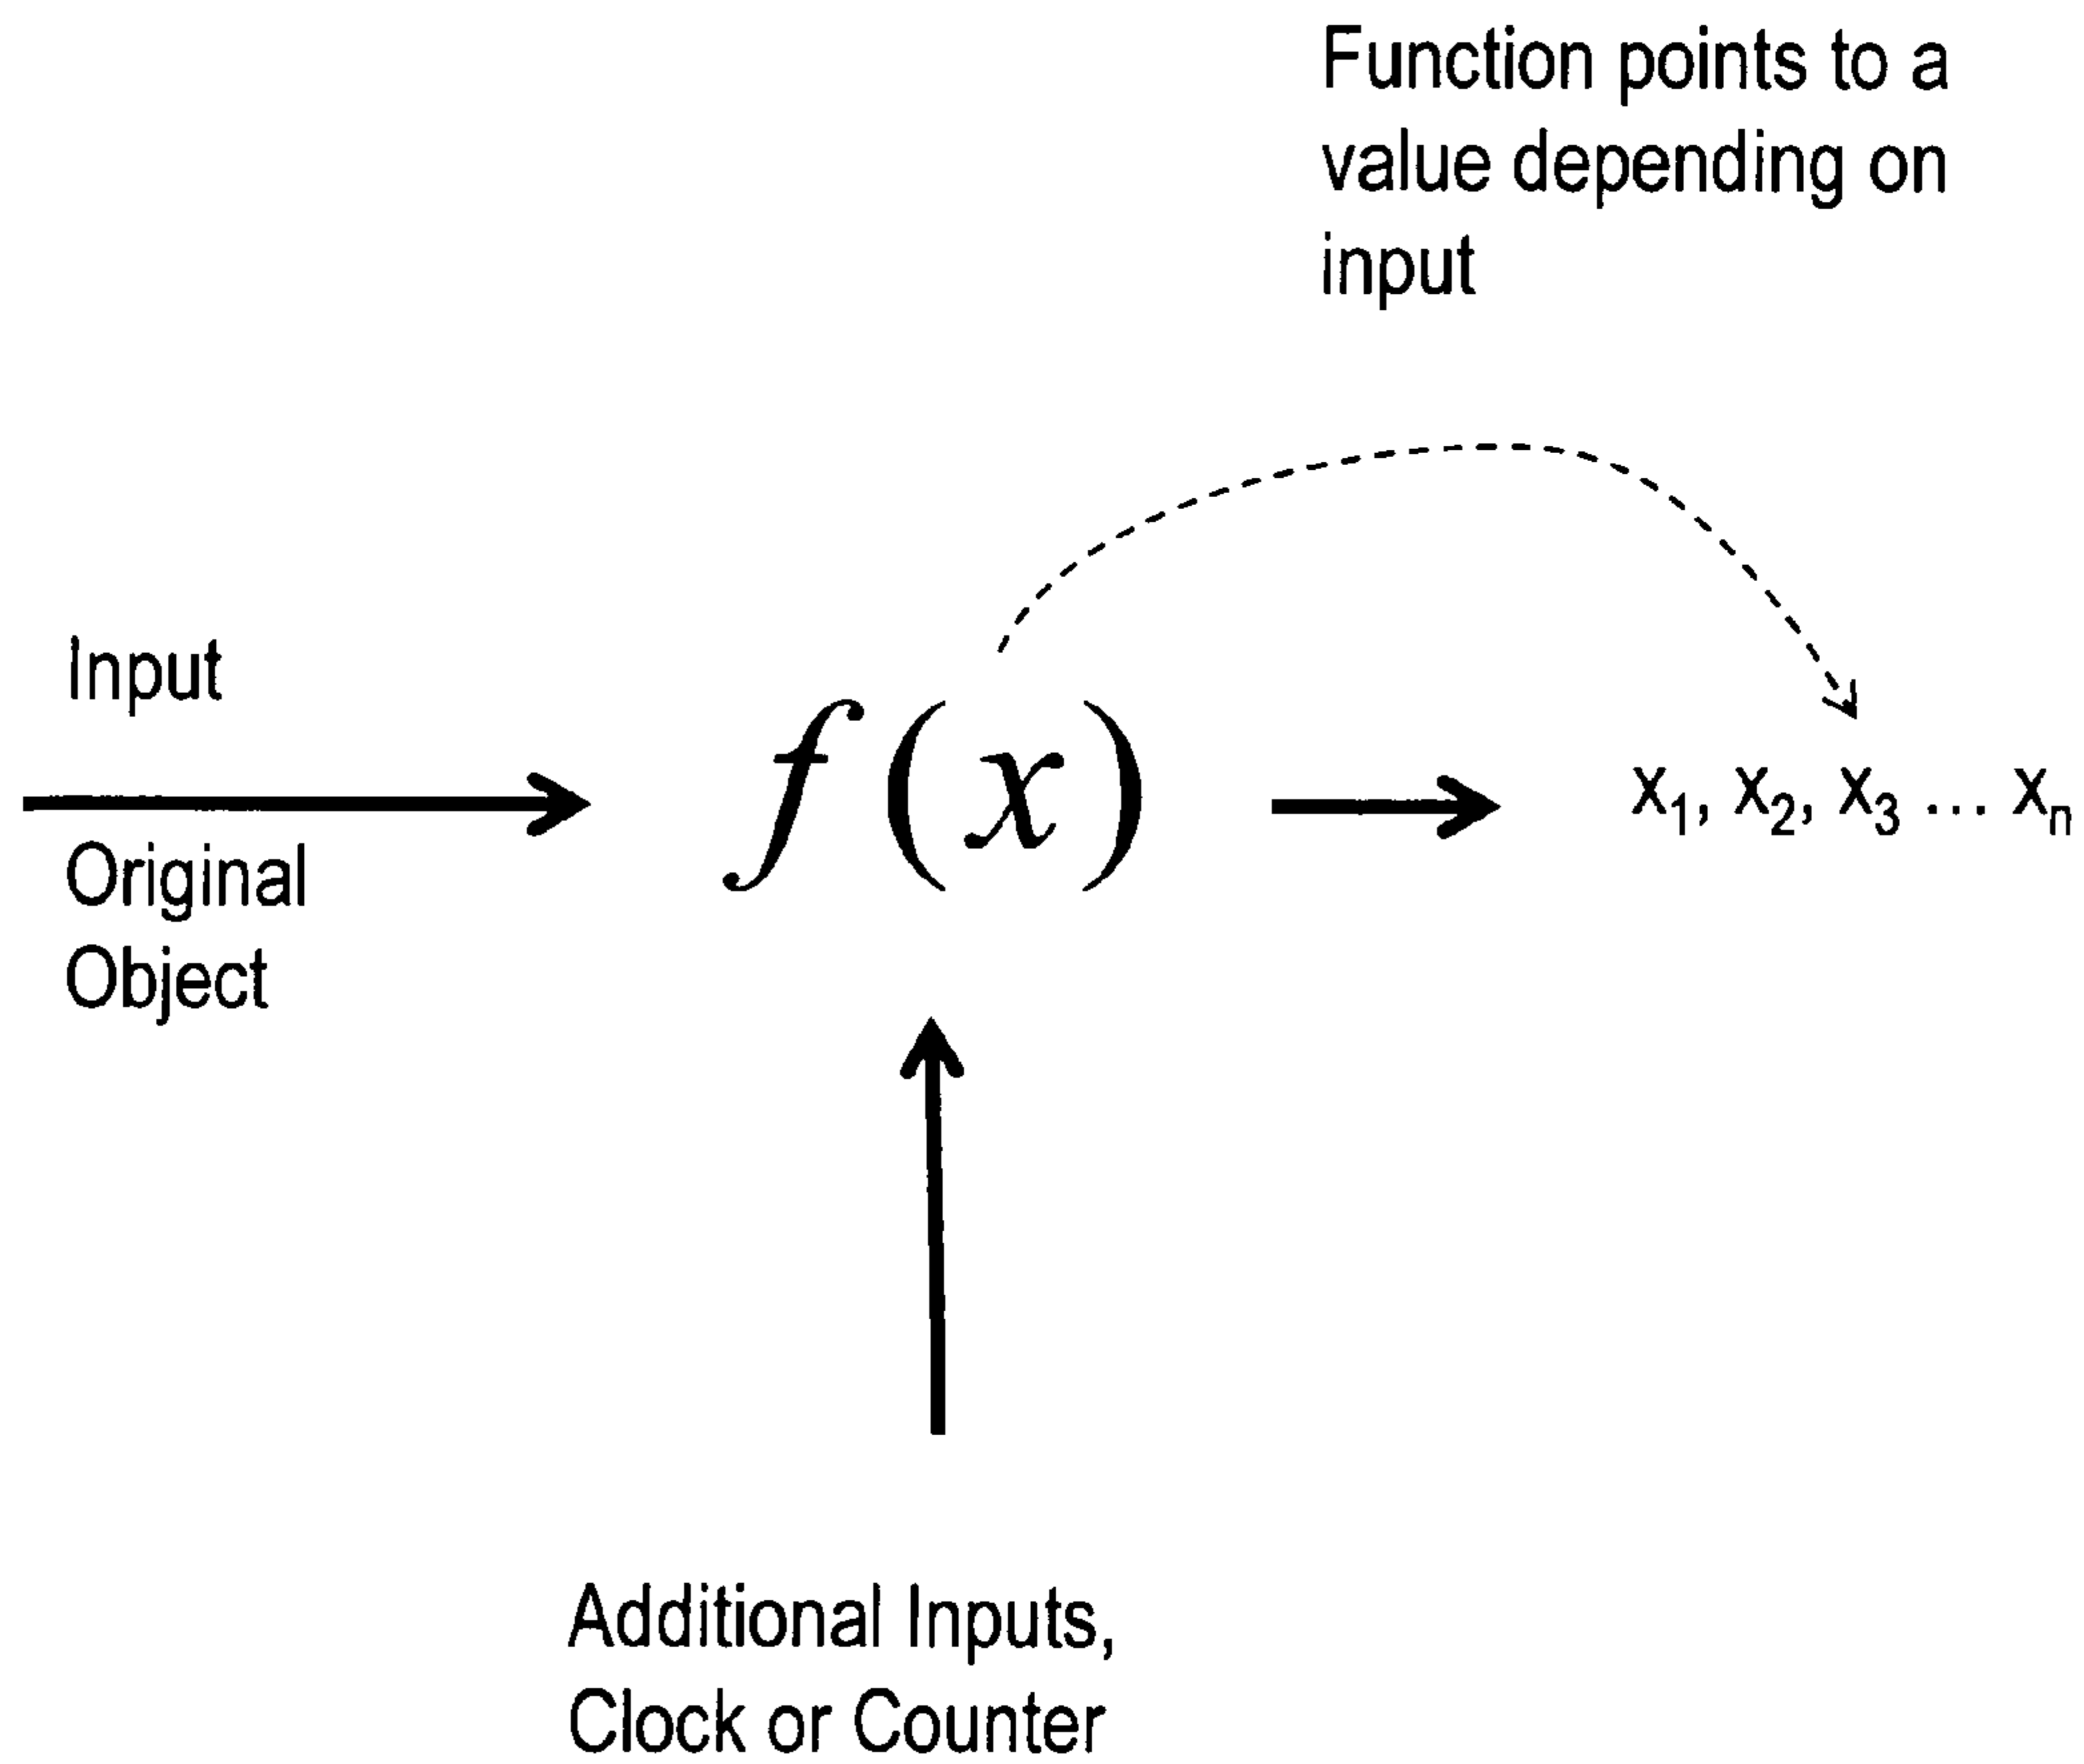 Function points to a
value depending on
input
Input
Original
Object
f(x)
x₁, x₂, x₃ ... xₙ
Additional Inputs,
Clock or Counter